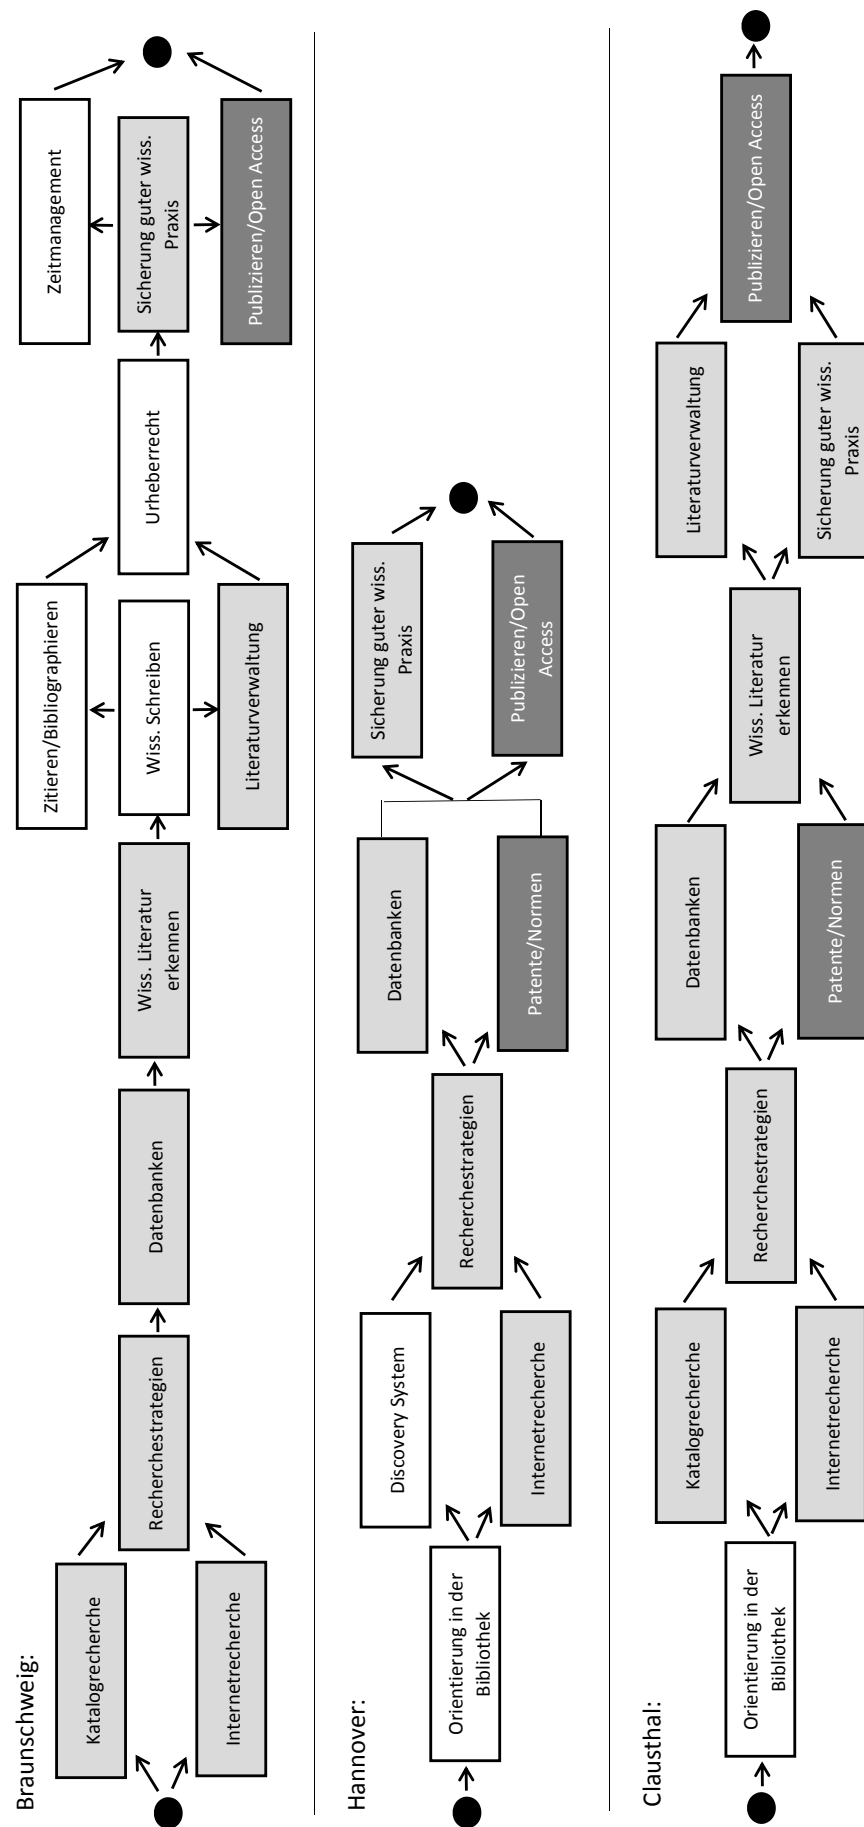 Braunschweig:
Katalogrecherche
Internetrecherche
Recherchestrategien
Datenbanken
Wiss. Literatur
erkennen
Zitieren/Bibliographieren
Wiss. Schreiben
Literaturverwaltung
Urheberrecht
Zeitmanagement
Sicherung guter wiss.
Praxis
Publizieren/Open Access
Hannover:
Orientierung in der
Bibliothek
Discovery System
Internetrecherche
Recherchestrategien
Datenbanken
Patente/Normen
Sicherung guter wiss.
Praxis
Publizieren/Open
Access
Clausthal:
Orientierung in der
Bibliothek
Katalogrecherche
Internetrecherche
Recherchestrategien
Datenbanken
Patente/Normen
Wiss. Literatur
erkennen
Literaturverwaltung
Sicherung guter wiss.
Praxis
Publizieren/Open Access